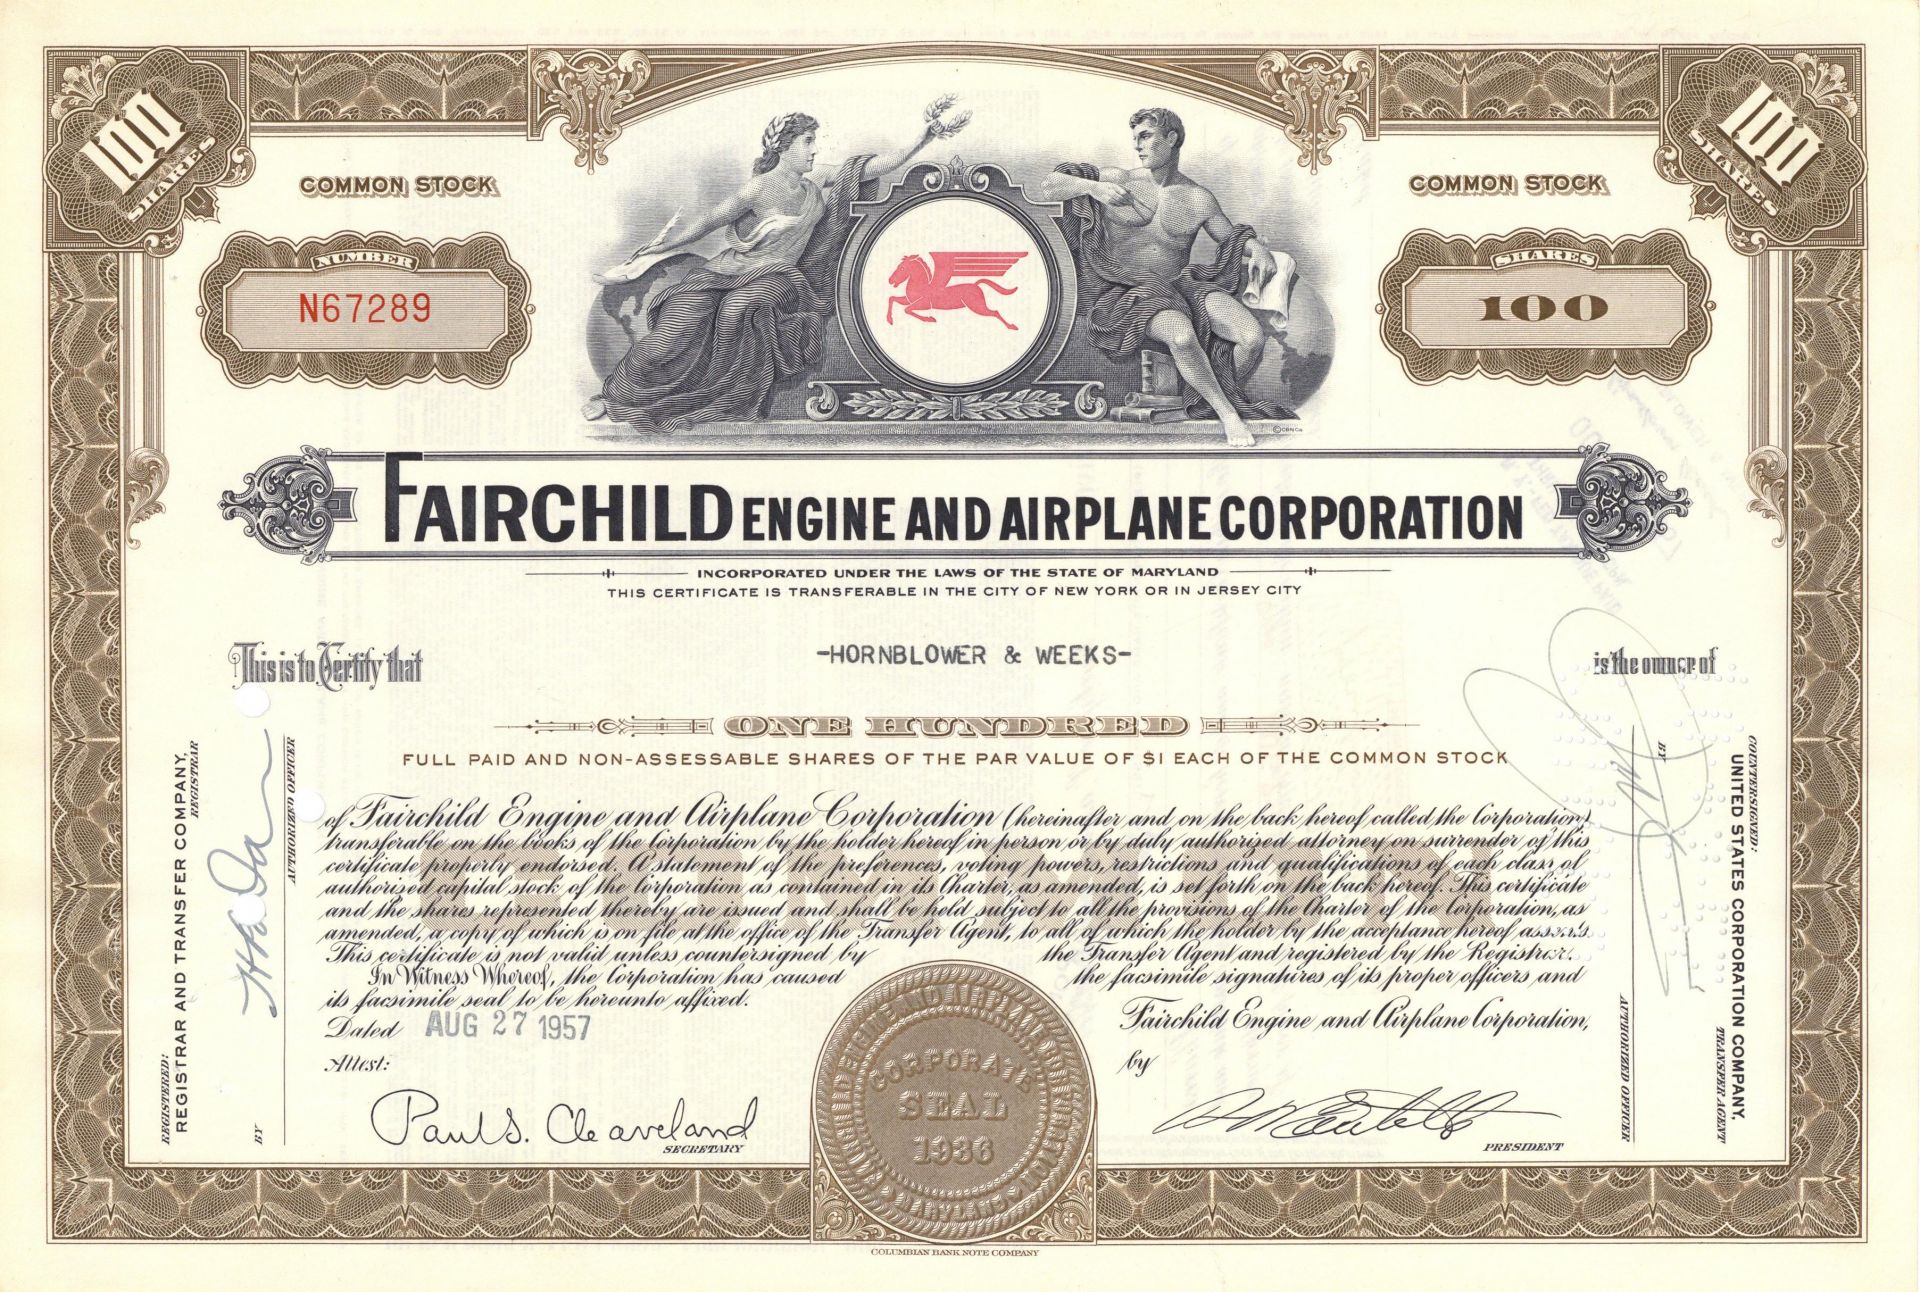 100
SHARES
100
SHARES
COMMON STOCK
COMMON STOCK
NUMBER
N67289
SHARES
100
© CBNCo
FAIRCHILD ENGINE AND AIRPLANE CORPORATION
INCORPORATED UNDER THE LAWS OF THE STATE OF MARYLAND
THIS CERTIFICATE IS TRANSFERABLE IN THE CITY OF NEW YORK OR IN JERSEY CITY
This is to Certify that -HORNBLOWER & WEEKS- is the owner of
ONE HUNDRED
FULL PAID AND NON-ASSESSABLE SHARES OF THE PAR VALUE OF $1 EACH OF THE COMMON STOCK
of Fairchild Engine and Airplane Corporation (hereinafter and on the back hereof called the Corporation)
transferable on the books of the Corporation by the holder hereof in person or by duly authorised attorney on surrender of this
certificate properly endorsed. A statement of the preferences, voting powers, restrictions and qualifications of each class of
authorised capital stock of the Corporation as contained in its Charter, as amended, is set forth on the back hereof. This certificate
and the shares represented thereby are issued and shall be held subject to all the provisions of the Charter of the Corporation, as
amended, a copy of which is on file at the office of the Transfer Agent, to all of which the holder by the acceptance hereof assents.
This certificate is not valid unless countersigned by the Transfer Agent and registered by the Registrar.
In Witness Whereof, the Corporation has caused the facsimile signatures of its proper officers and
its facsimile seal to be hereunto affixed.
Dated AUG 27 1957
Fairchild Engine and Airplane Corporation,
Attest:
by
Paul S. Cleaveland
SECRETARY
PRESIDENT
FAIRCHILD ENGINE AND AIRPLANE CORPORATION
MARYLAND
CORPORATE
SEAL
1936
COLUMBIAN BANK NOTE COMPANY
REGISTERED:
REGISTRAR AND TRANSFER COMPANY,
REGISTRAR
BY
AUTHORIZED OFFICER
COUNTERSIGNED:
UNITED STATES CORPORATION COMPANY,
TRANSFER AGENT
BY
AUTHORIZED OFFICER